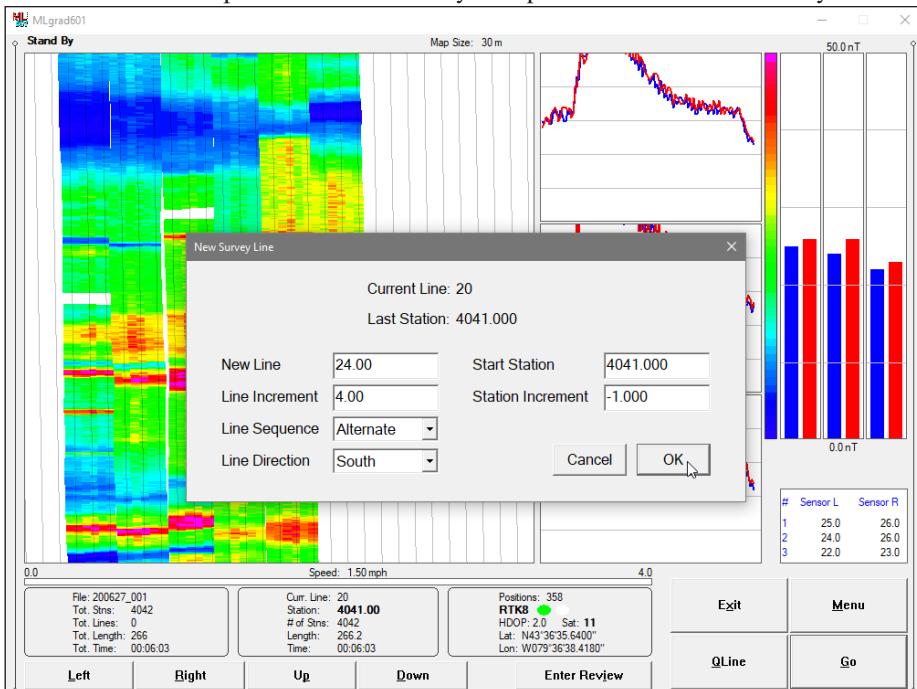 MLgrad601
Stand By
Map Size: 30 m
50.0 nT
New Survey Line
Current Line: 20
Last Station: 4041.000
New Line 24.00 Start Station 4041.000
Line Increment 4.00 Station Increment -1.000
Line Sequence Alternate
Line Direction South
Cancel OK
0.0 nT
# Sensor L Sensor R
1 25.0 26.0
2 24.0 26.0
3 22.0 23.0
0.0 Speed: 1.50 mph 4.0
File: 200627_001
Tot. Stns: 4042
Tot. Lines: 0
Tot. Length: 266
Tot. Time: 00:06:03
Curr. Line: 20
Station: 4041.00
# of Stns: 4042
Length: 266.2
Time: 00:06:03
Positions: 358
RTK8
HDOP: 2.0 Sat: 11
Lat: N43°36'35.6400"
Lon: W079°36'38.4180"
Exit Menu
QLine Go
Left Right Up Down Enter Review